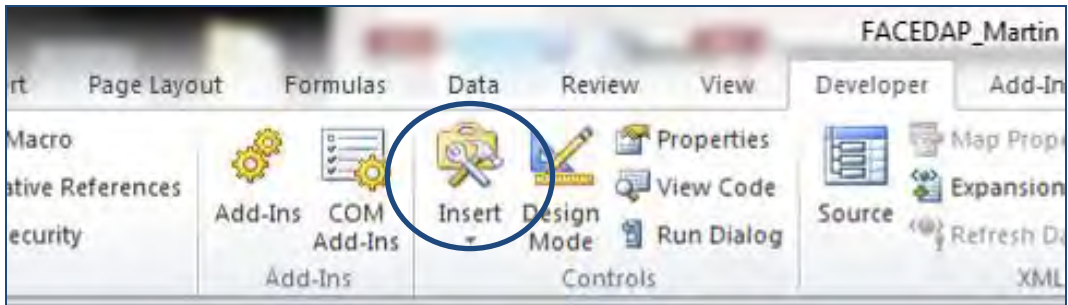 FACEDAP_Martin
rt Page Layout Formulas Data Review View Developer Add-In
Macro
ative References
ecurity
Add-Ins
COM
Add-Ins
Add-Ins
Insert
Design
Mode
Properties
View Code
Run Dialog
Controls
Source
Map Prope
Expansion
Refresh Da
XML